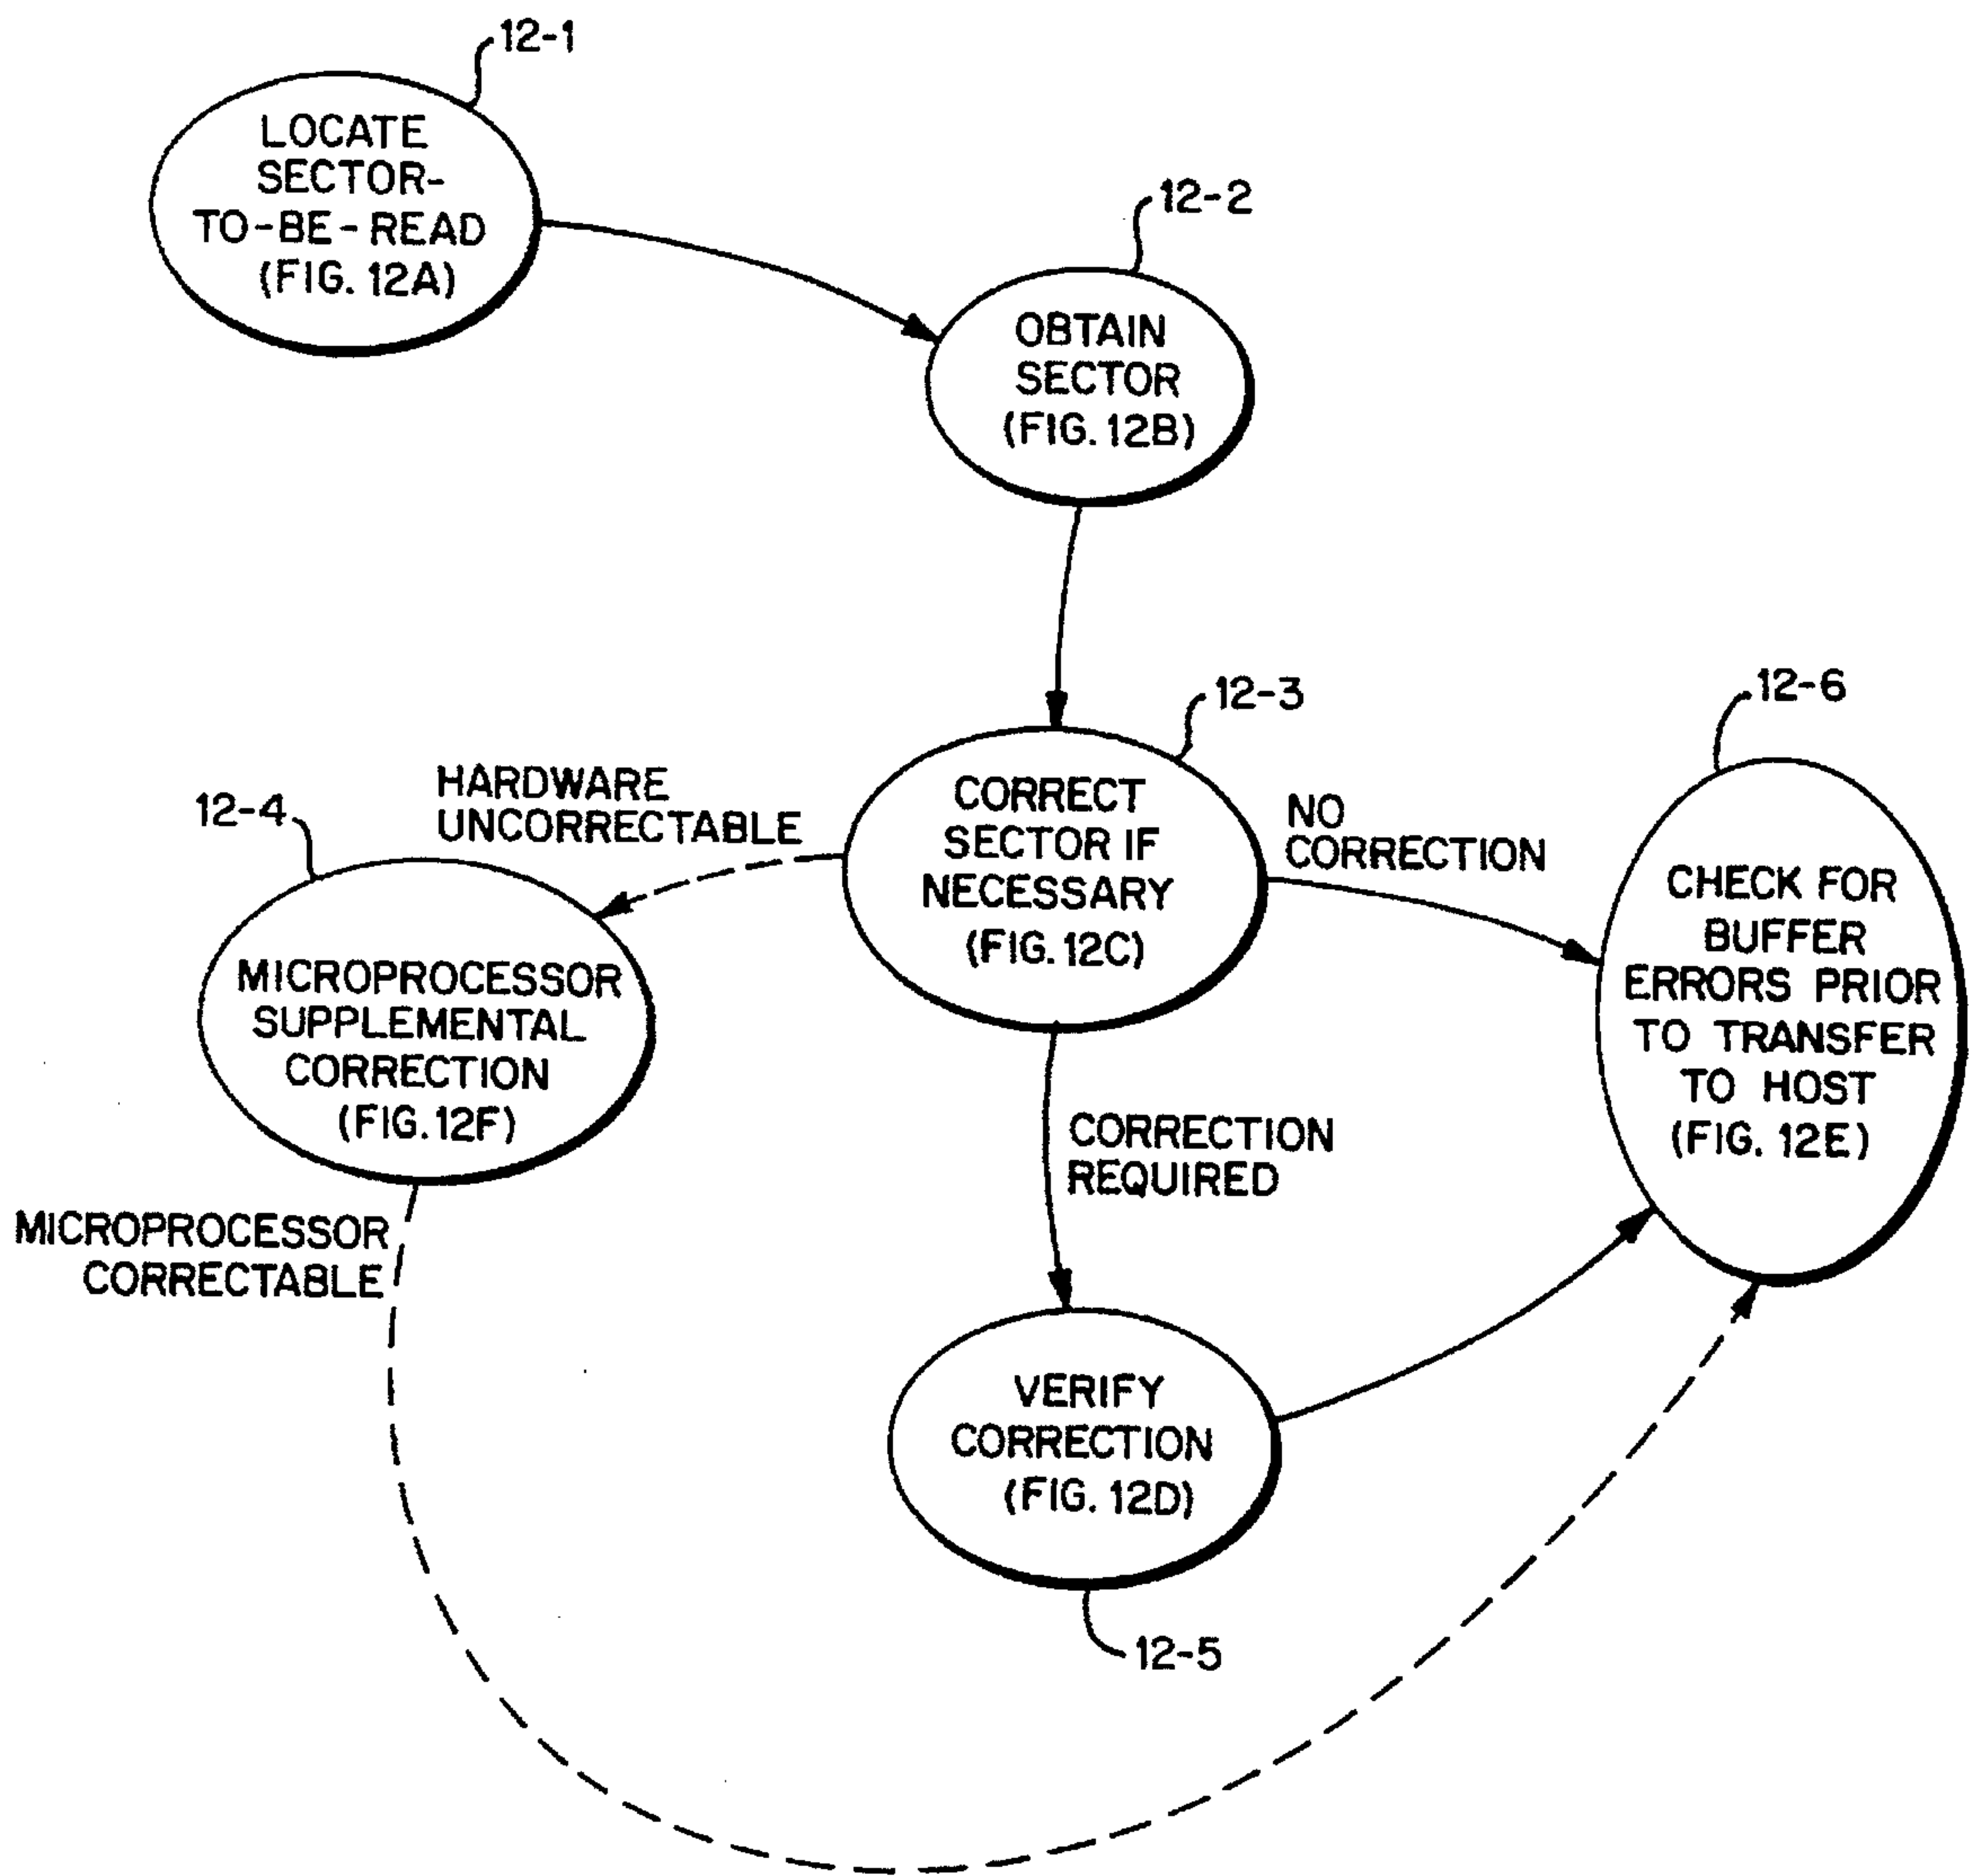 12-1
LOCATE
SECTOR-
TO-BE-READ
(FIG. 12A)
12-2
OBTAIN
SECTOR
(FIG. 12B)
12-3
CORRECT
SECTOR IF
NECESSARY
(FIG. 12C)
HARDWARE
UNCORRECTABLE
12-4
MICROPROCESSOR
SUPPLEMENTAL
CORRECTION
(FIG. 12F)
NO
CORRECTION
12-6
CHECK FOR
BUFFER
ERRORS PRIOR
TO TRANSFER
TO HOST
(FIG. 12E)
CORRECTION
REQUIRED
MICROPROCESSOR
CORRECTABLE
VERIFY
CORRECTION
(FIG. 12D)
12-5